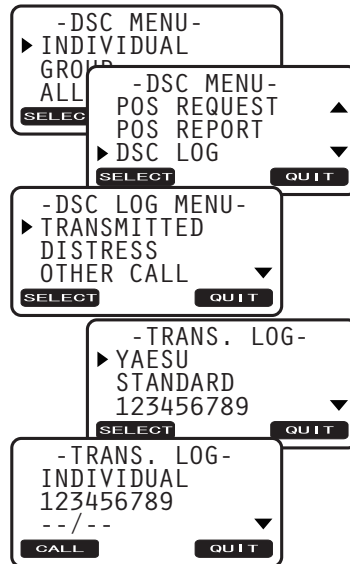 -DSC MENU-
INDIVIDUAL
GROUP
ALL
SELEC
-DSC MENU-
POS REQUEST
POS REPORT
DSC LOG
SELECT QUIT
-DSC LOG MENU-
TRANSMITTED
DISTRESS
OTHER CALL
SELECT QUIT
-TRANS. LOG-
YAESU
STANDARD
123456789
SELECT QUIT
-TRANS. LOG-
INDIVIDUAL
123456789
--/--
CALL QUIT